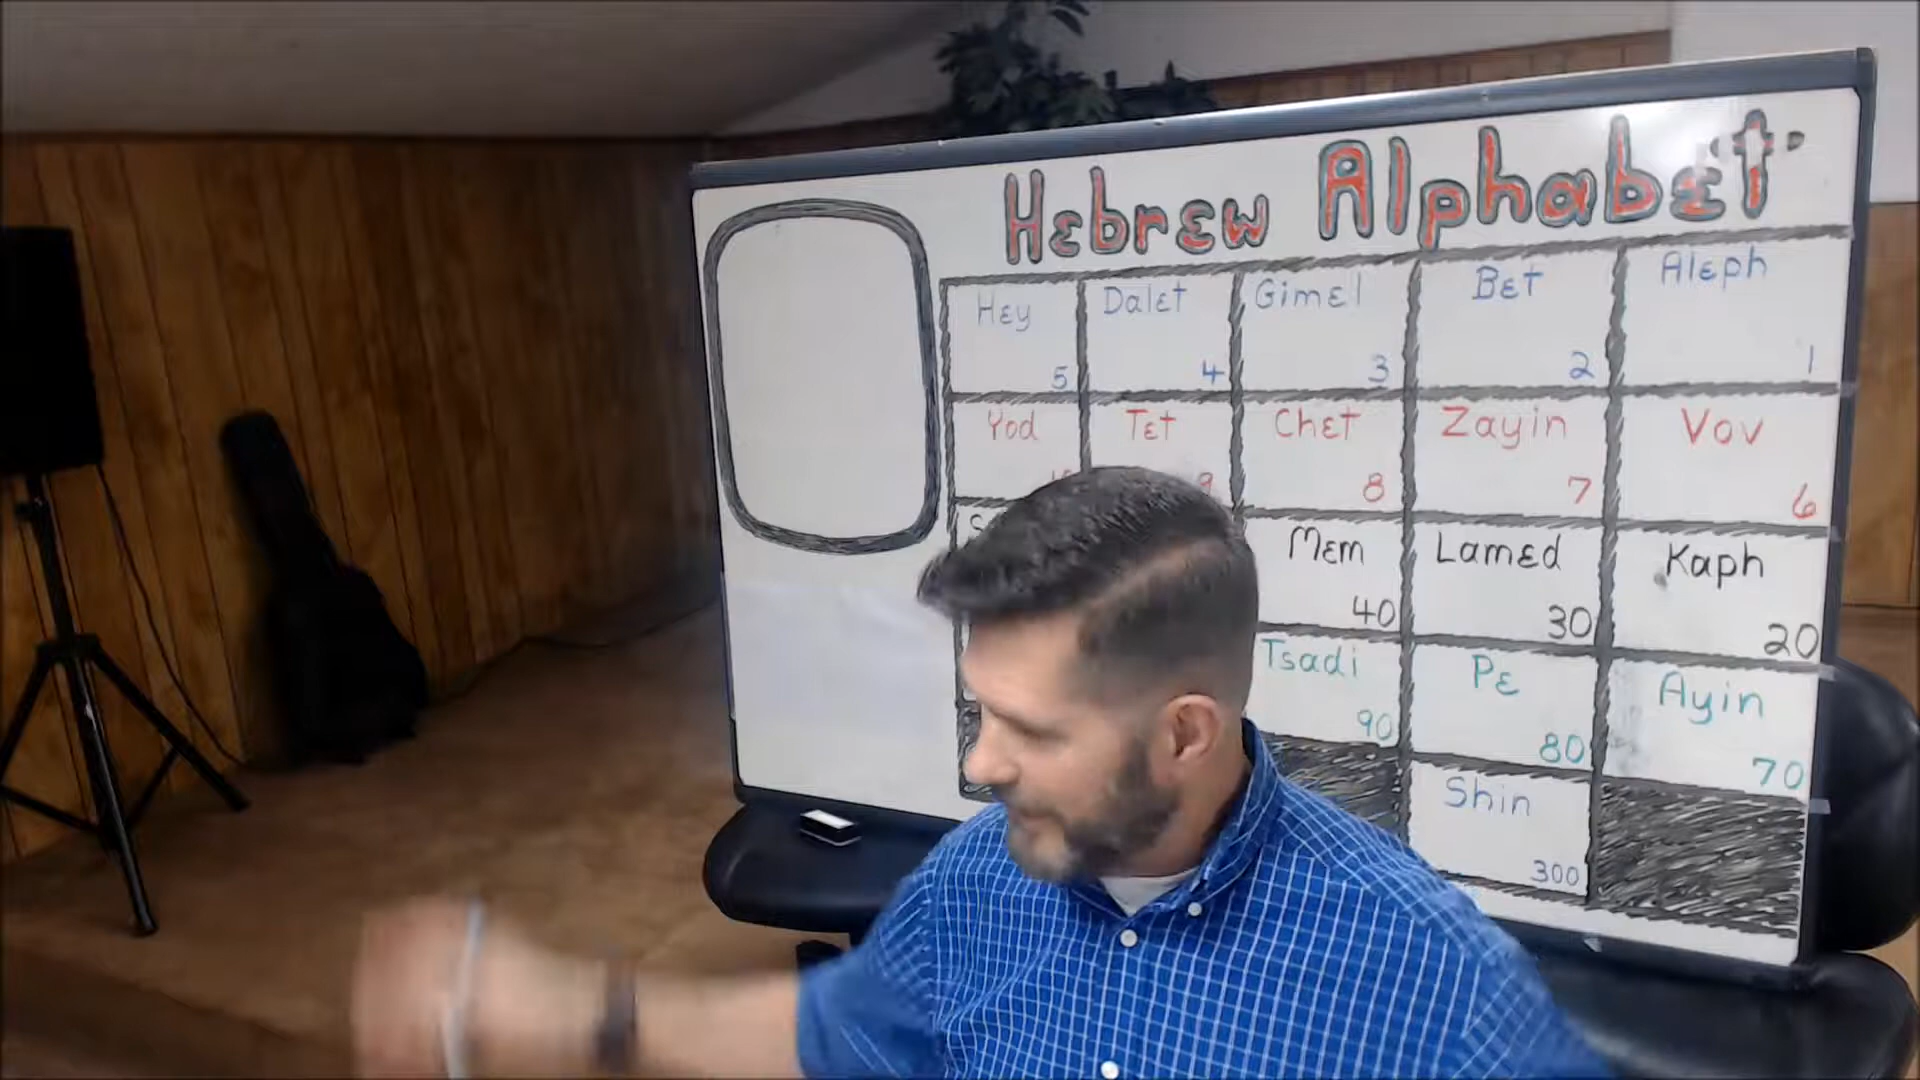 Hebrew Alphabet
Hey Dalet Gimel Bet Aleph
5 4 3 2 1
Yod Tet Chet Zayin Vov
9 8 7 6
Mem Lamed Kaph
40 30 20
Tsadi Pe Ayin
90 80 70
Shin
300